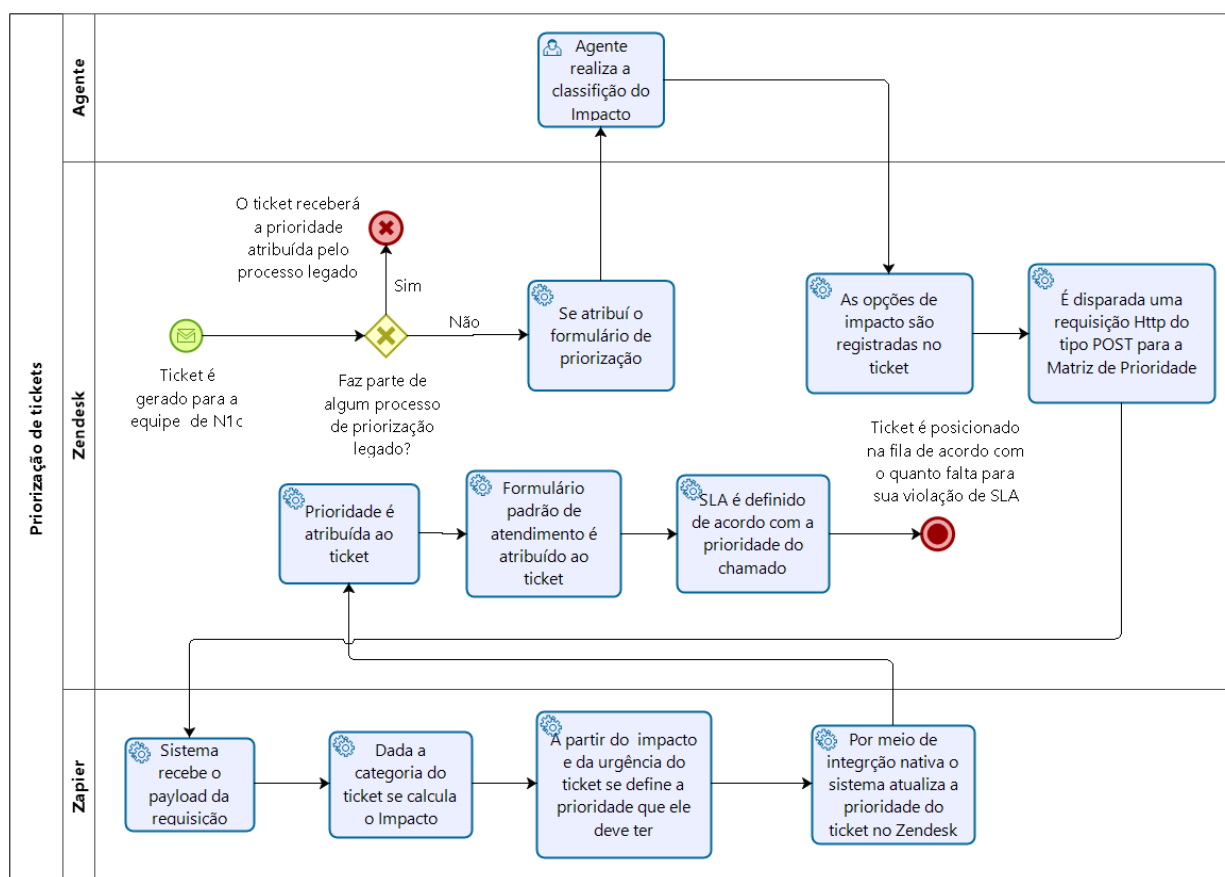 Priorização de tickets
Agente
Agente
realiza a
classifição do
Impacto
Zendesk
O ticket receberá
a prioridade
atribuída pelo
processo legado
Sim
Não
Ticket é
gerado para a
equipe de N1c
Faz parte de
algum processo
de priorização
legado?
Se atribuí o
formulário de
priorização
As opções de
impacto são
registradas no
ticket
É disparada uma
requisição Http do
tipo POST para a
Matriz de Prioridade
Prioridade é
atribuída ao
ticket
Formulário
padrão de
atendimento é
atribuído ao
ticket
SLA é definido
de acordo com a
prioridade do
chamado
Ticket é posicionado
na fila de acordo com
o quanto falta para
sua violação de SLA
Zapier
Sistema
recebe o
payload da
requisição
Dada a
categoria do
ticket se calcula
o Impacto
A partir do impacto
e da urgência do
ticket se define a
prioridade que ele
deve ter
Por meio de
integrção nativa o
sistema atualiza a
prioridade do
ticket no Zendesk